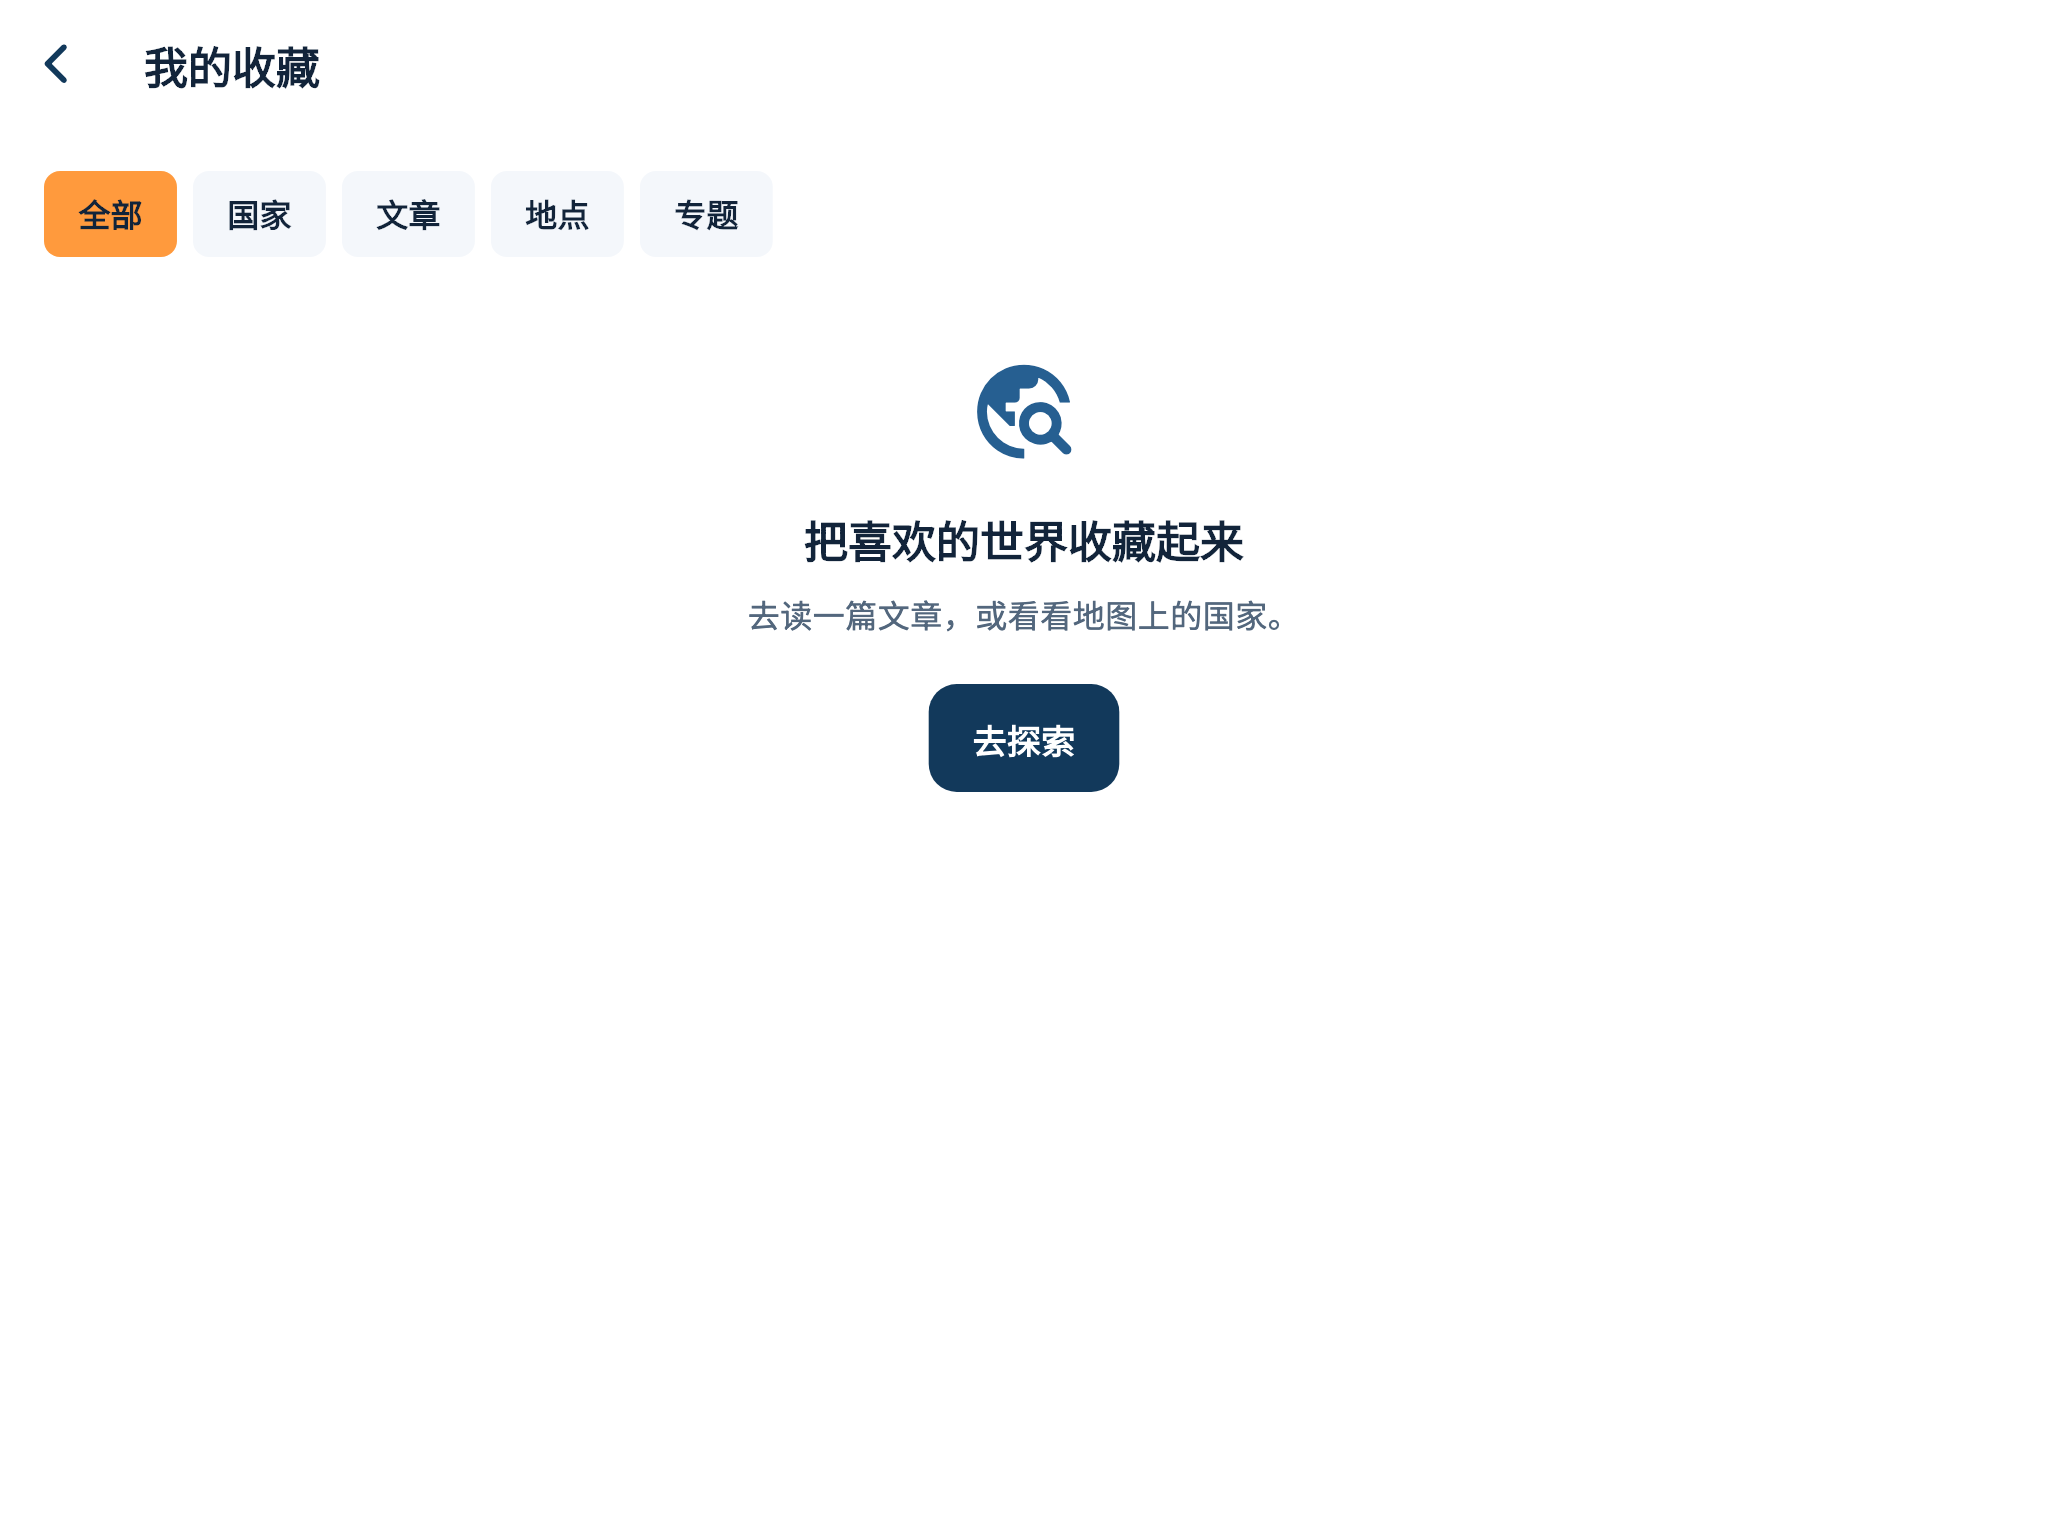 我的收藏
全部 国家 文章 地点 专题
把喜欢的世界收藏起来
去读一篇文章，或看看地图上的国家。
去探索